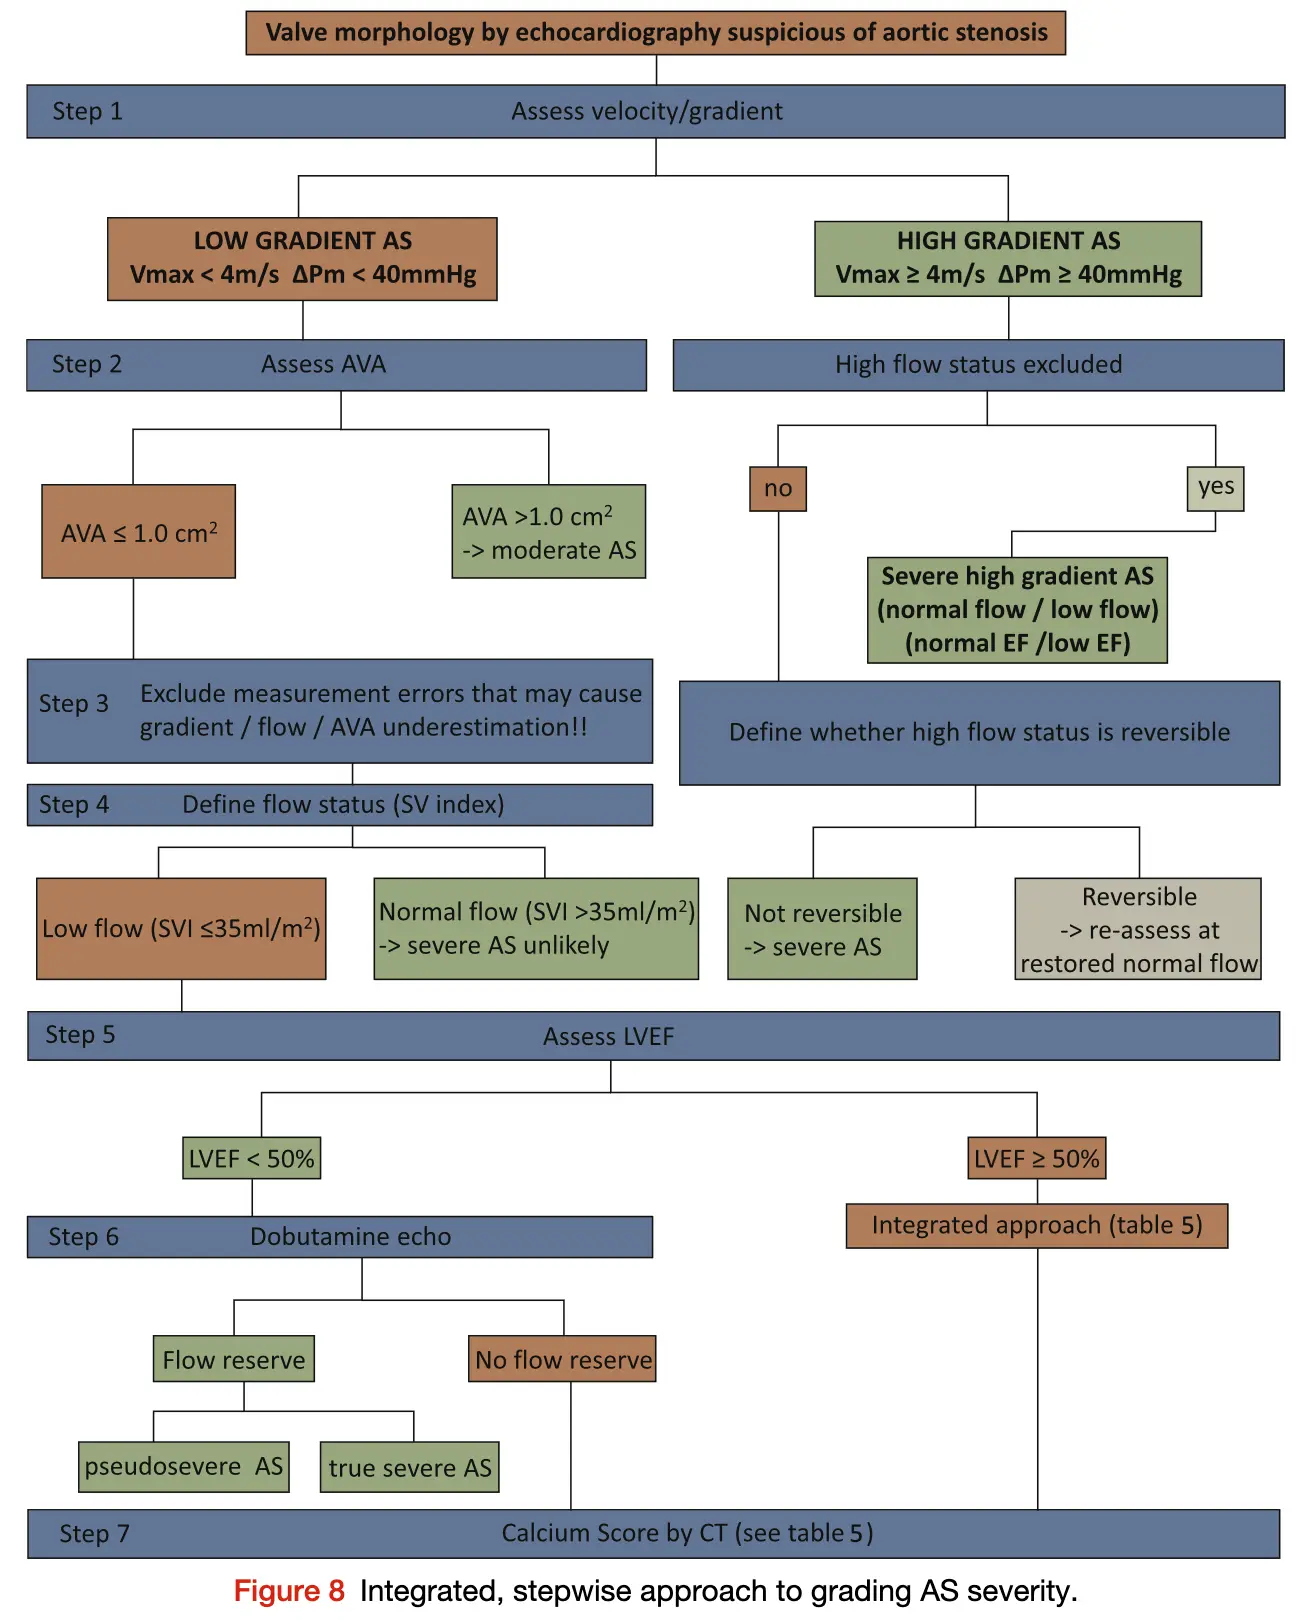 Valve morphology by echocardiography suspicious of aortic stenosis
Step 1
Assess velocity/gradient
LOW GRADIENT AS
Vmax < 4m/s ΔPm < 40mmHg
HIGH GRADIENT AS
Vmax ≥ 4m/s ΔPm ≥ 40mmHg
Step 2
Assess AVA
High flow status excluded
AVA ≤ 1.0 cm²
AVA >1.0 cm²
-> moderate AS
no
yes
Severe high gradient AS
(normal flow / low flow)
(normal EF /low EF)
Step 3
Exclude measurement errors that may cause
gradient / flow / AVA underestimation!!
Define whether high flow status is reversible
Step 4
Define flow status (SV index)
Low flow (SVI ≤35ml/m²)
Normal flow (SVI >35ml/m²)
-> severe AS unlikely
Not reversible
-> severe AS
Reversible
-> re-assess at
restored normal flow
Step 5
Assess LVEF
LVEF < 50%
LVEF ≥ 50%
Step 6
Dobutamine echo
Integrated approach (table 5)
Flow reserve
No flow reserve
pseudosevere AS
true severe AS
Step 7
Calcium Score by CT (see table 5)
Figure 8 Integrated, stepwise approach to grading AS severity.